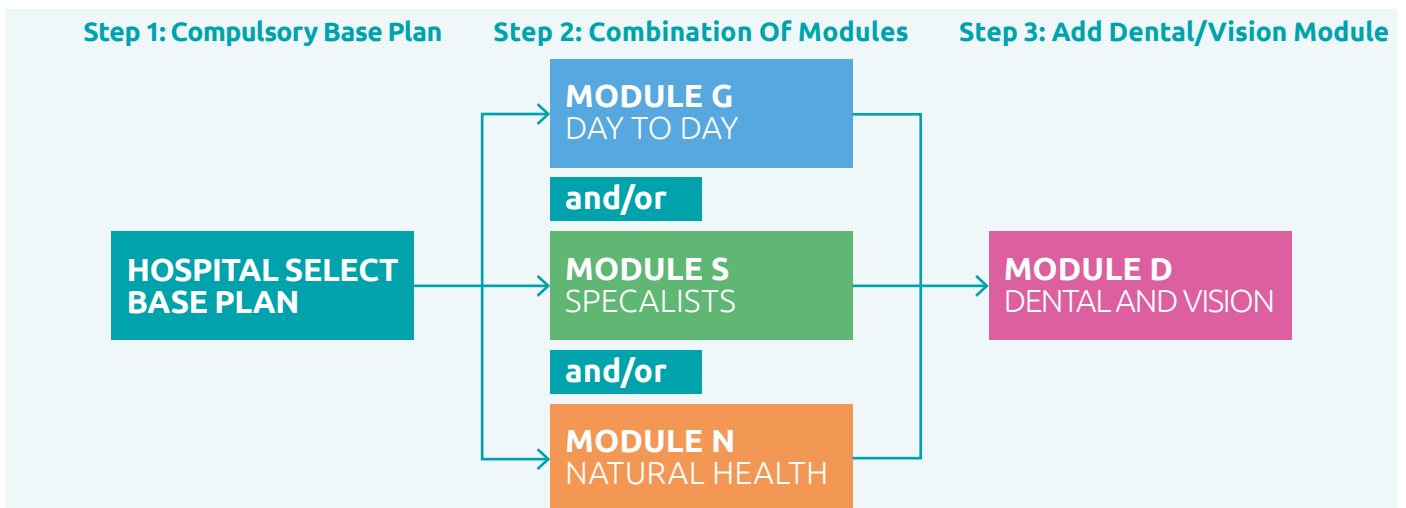 Step 1: Compulsory Base Plan
Step 2: Combination Of Modules
Step 3: Add Dental/Vision Module
HOSPITAL SELECT
BASE PLAN
MODULE G
DAY TO DAY
and/or
MODULE S
SPECALISTS
and/or
MODULE N
NATURAL HEALTH
MODULE D
DENTAL AND VISION